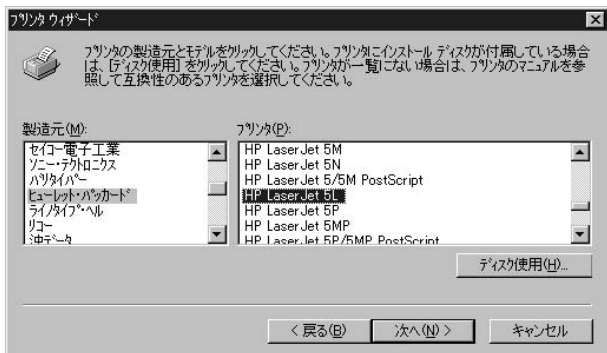 プリンタ ウィザード
プリンタの製造元とモデルをクリックしてください。プリンタにインストール ディスクが付属している場合
は、[ディスク使用] をクリックしてください。プリンタが一覧にない場合は、プリンタのマニュアルを参
照して互換性のあるプリンタを選択してください。
製造元(M):
セイコー電子工業
ソニー・テクトロニクス
ハリタイパー
ヒューレット・パッカード
ライノタイプ・ヘル
リコー
沖データ
プリンタ(P):
HP LaserJet 5M
HP LaserJet 5N
HP LaserJet 5/5M PostScript
HP LaserJet 5L
HP LaserJet 5P
HP LaserJet 5MP
HP LaserJet 5P/5MP PostScript
ディスク使用(H)...
< 戻る(B)
次へ(N) >
キャンセル